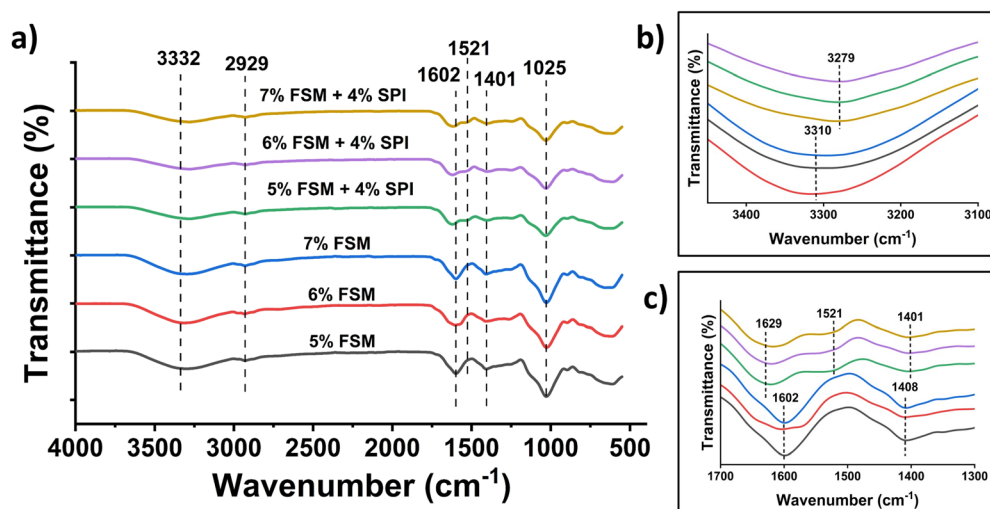 a)
3332
2929
1602
1521
1401
1025
7% FSM + 4% SPI
6% FSM + 4% SPI
5% FSM + 4% SPI
7% FSM
6% FSM
5% FSM
Transmittance (%)
4000 3500 3000 2500 2000 1500 1000 500
Wavenumber (cm⁻¹)
b)
3279
3310
Transmittance (%)
3400 3300 3200 3100
Wavenumber (cm⁻¹)
c)
1629
1521
1401
1602
1408
Transmittance (%)
1700 1600 1500 1400 1300
Wavenumber (cm⁻¹)